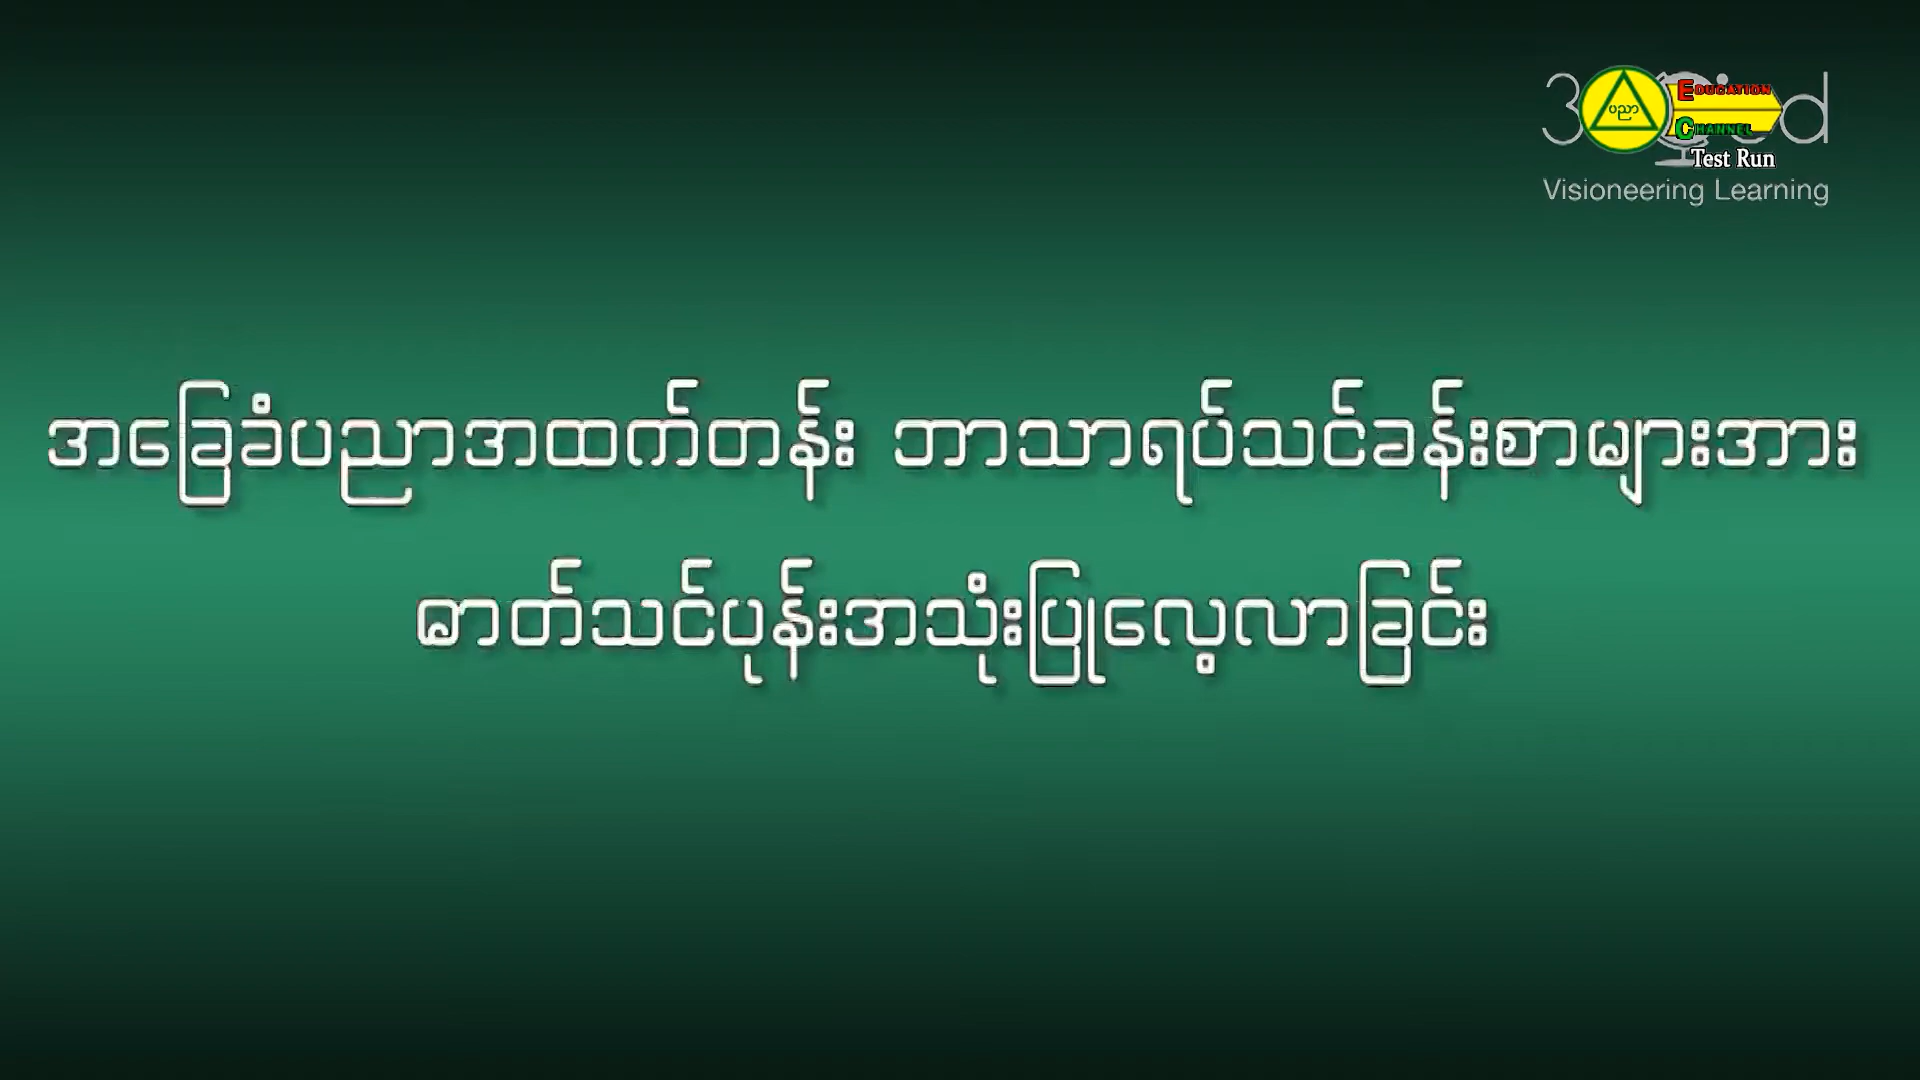 ပညာ
EDUCATION
CHANNEL
Test Run
Visioneering Learning
အခြေခံပညာအထက်တန်း ဘာသာရပ်သင်ခန်းစာများအား
ဓာတ်သင်ပုန်းအသုံးပြုလေ့လာခြင်း